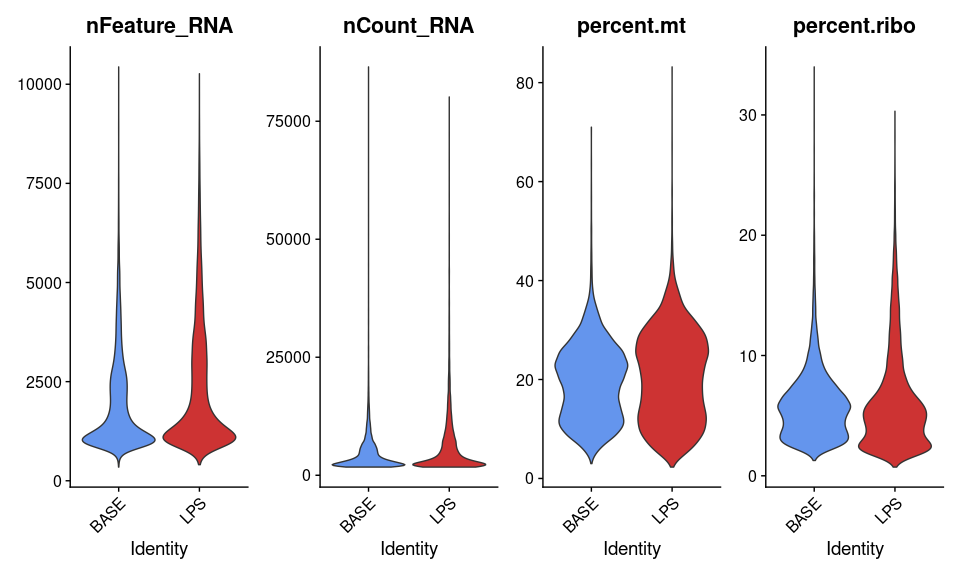 nFeature_RNA
10000
7500
5000
2500
0
BASE
LPS
Identity
nCount_RNA
75000
50000
25000
0
BASE
LPS
Identity
percent.mt
80
60
40
20
0
BASE
LPS
Identity
percent.ribo
30
20
10
0
BASE
LPS
Identity